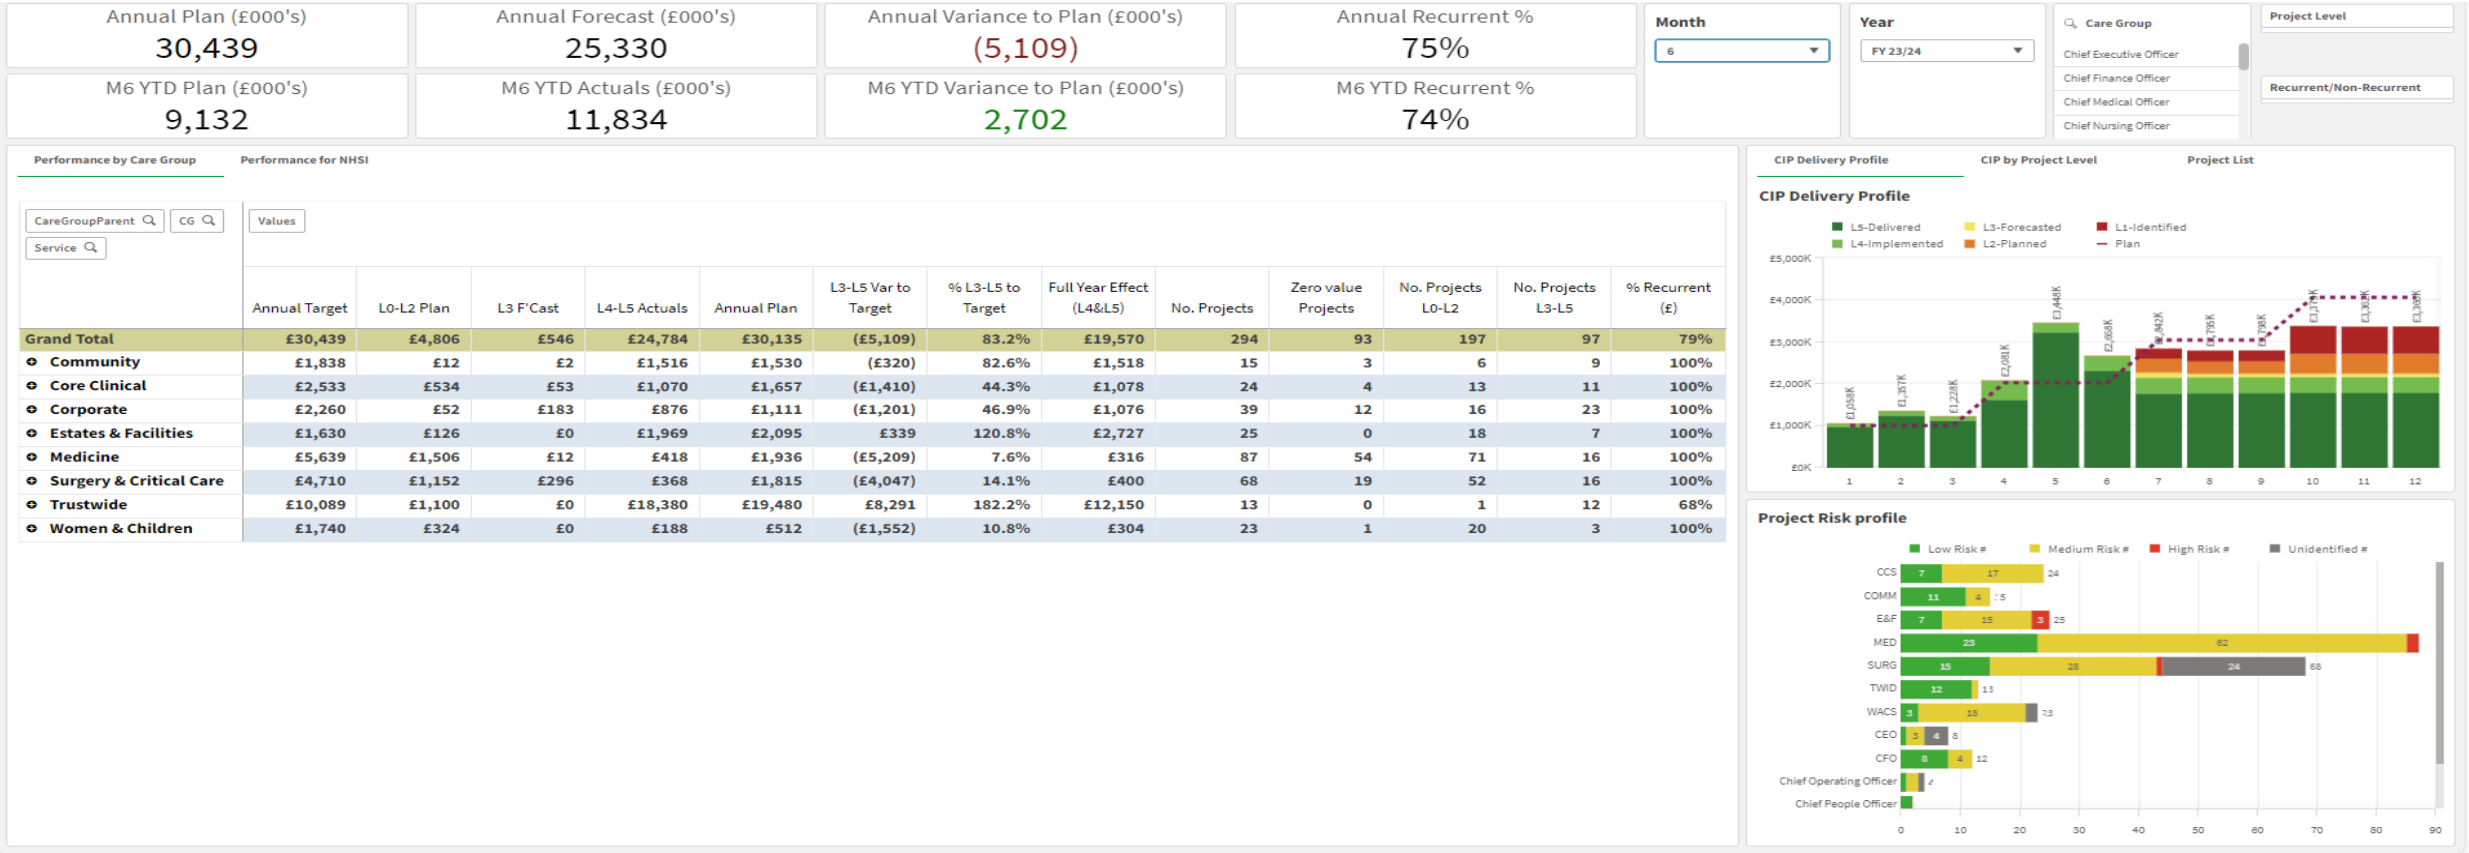 Annual Plan (£000's)
30,439
Annual Forecast (£000's)
25,330
Annual Variance to Plan (£000's)
(5,109)
Annual Recurrent %
75%
M6 YTD Plan (£000's)
9,132
M6 YTD Actuals (£000's)
11,834
M6 YTD Variance to Plan (£000's)
2,702
M6 YTD Recurrent %
74%
Month
6
Year
FY 23/24
Care Group
Chief Executive Officer
Chief Finance Officer
Chief Medical Officer
Chief Nursing Officer
Project Level
Recurrent/Non-Recurrent
Performance by Care Group Performance for NHSI
CareGroupParent CG Values
Service
Annual Target L0-L2 Plan L3 F'Cast L4-L5 Actuals Annual Plan L3-L5 Var to Target % L3-L5 to Target Full Year Effect (L4&L5) No. Projects Zero value Projects No. Projects L0-L2 No. Projects L3-L5 % Recurrent (£)
Grand Total £30,439 £4,806 £546 £24,784 £30,135 (£5,109) 83.2% £19,570 294 93 197 97 79%
Community £1,838 £12 £2 £1,516 £1,530 (£320) 82.6% £1,518 15 3 6 9 100%
Core Clinical £2,533 £534 £53 £1,070 £1,657 (£1,410) 44.3% £1,078 24 4 13 11 100%
Corporate £2,260 £52 £183 £876 £1,111 (£1,201) 46.9% £1,076 39 12 16 23 100%
Estates & Facilities £1,630 £126 £0 £1,969 £2,095 £339 120.8% £2,727 25 0 18 7 100%
Medicine £5,639 £1,506 £12 £418 £1,936 (£5,209) 7.6% £316 87 54 71 16 100%
Surgery & Critical Care £4,710 £1,152 £296 £368 £1,815 (£4,047) 14.1% £400 68 19 52 16 100%
Trustwide £10,089 £1,100 £0 £18,380 £19,480 £8,291 182.2% £12,150 13 0 1 12 68%
Women & Children £1,740 £324 £0 £188 £512 (£1,552) 10.8% £304 23 1 20 3 100%
CIP Delivery Profile CIP by Project Level Project List
CIP Delivery Profile
L5-Delivered L3-Forecasted L1-Identified
L4-Implemented L2-Planned Plan
£5,000K
£4,000K
£3,000K
£2,000K
£1,000K
£0K
£1,058K £1,357K £1,228K £2,081K £3,448K £2,668K
1 2 3 4 5 6 7 8 9 10 11 12
Project Risk profile
Low Risk # Medium Risk # High Risk # Unidentified #
CCS 7 17 24
COMM 11 4
E&F 7 15 3 25
MED 23 62
SURG 15 28 24 68
TWID 12 13
WACS 3 18
CEO 3 4 8
CFO 8 4 12
Chief Operating Officer
Chief People Officer
0 10 20 30 40 50 60 70 80 90